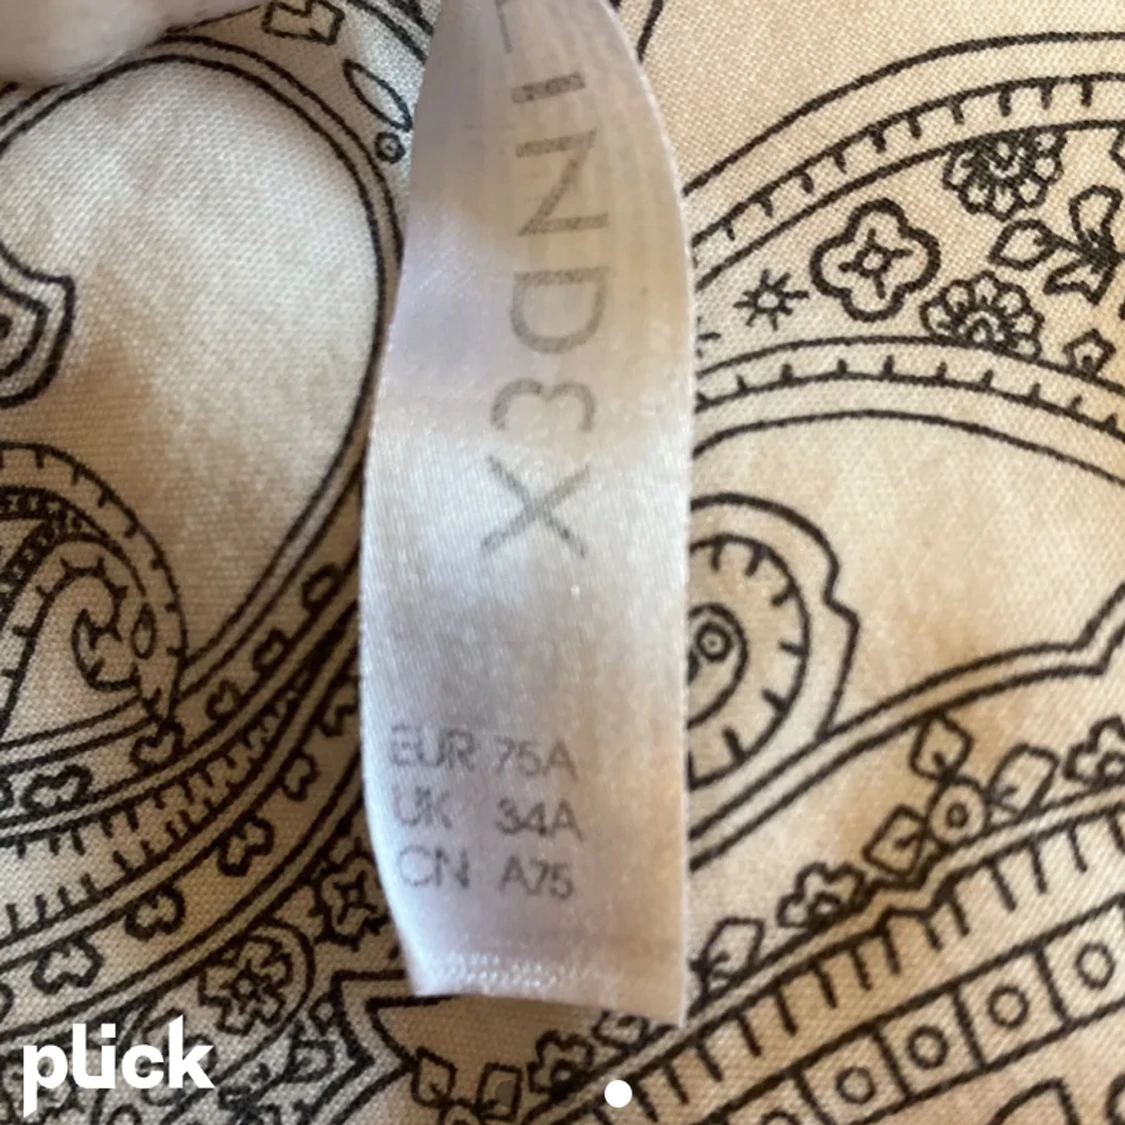 LINDEX
EUR 75A
UK 34A
CN A75
plick